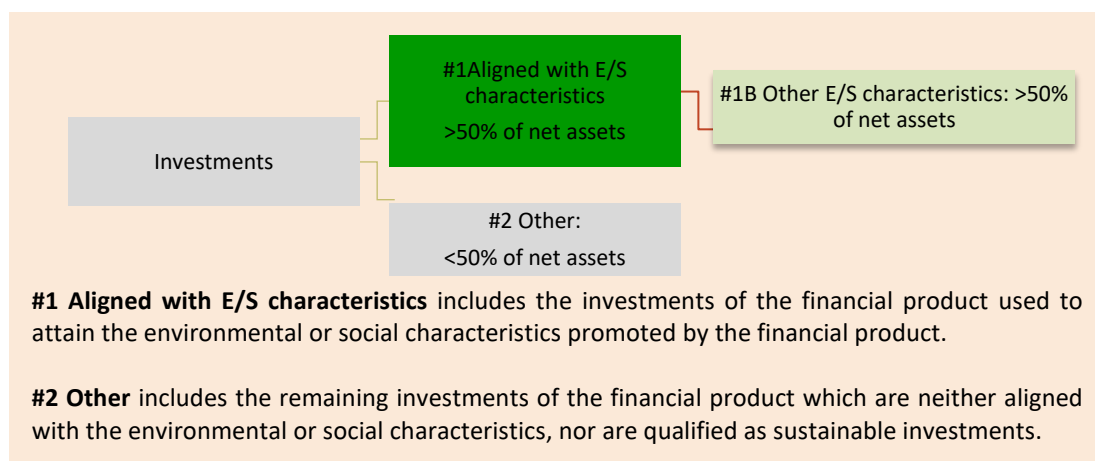 #1Aligned with E/S
characteristics
>50% of net assets
#1B Other E/S characteristics: >50%
of net assets
Investments
#2 Other:
<50% of net assets
#1 Aligned with E/S characteristics includes the investments of the financial product used to
attain the environmental or social characteristics promoted by the financial product.
#2 Other includes the remaining investments of the financial product which are neither aligned
with the environmental or social characteristics, nor are qualified as sustainable investments.